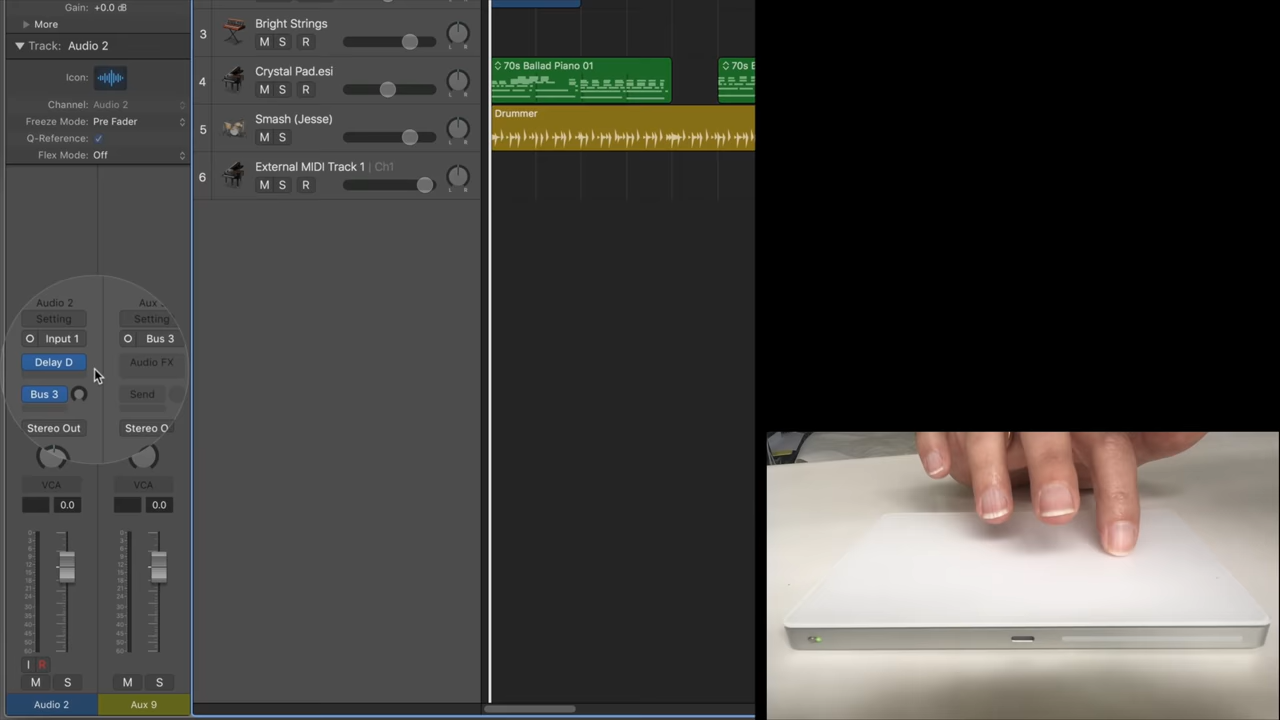 Gain: +0.0 dB
More
Track: Audio 2
Icon:
Channel: Audio 2
Freeze Mode: Pre Fader
Q-Reference:
Flex Mode: Off
Audio 2
Setting
Input 1
Delay D
Bus 3
Stereo Out
VCA
0.0
I R
M S
Audio 2
Aux
Setting
Bus 3
Audio FX
Send
Stereo O
VCA
0.0
M S
Aux 9
3
Bright Strings
M S R
L R
4
Crystal Pad.esi
M S R
L R
5
Smash (Jesse)
M S
L R
6
External MIDI Track 1 | Ch1
M S R
L R
70s Ballad Piano 01
70s B
Drummer